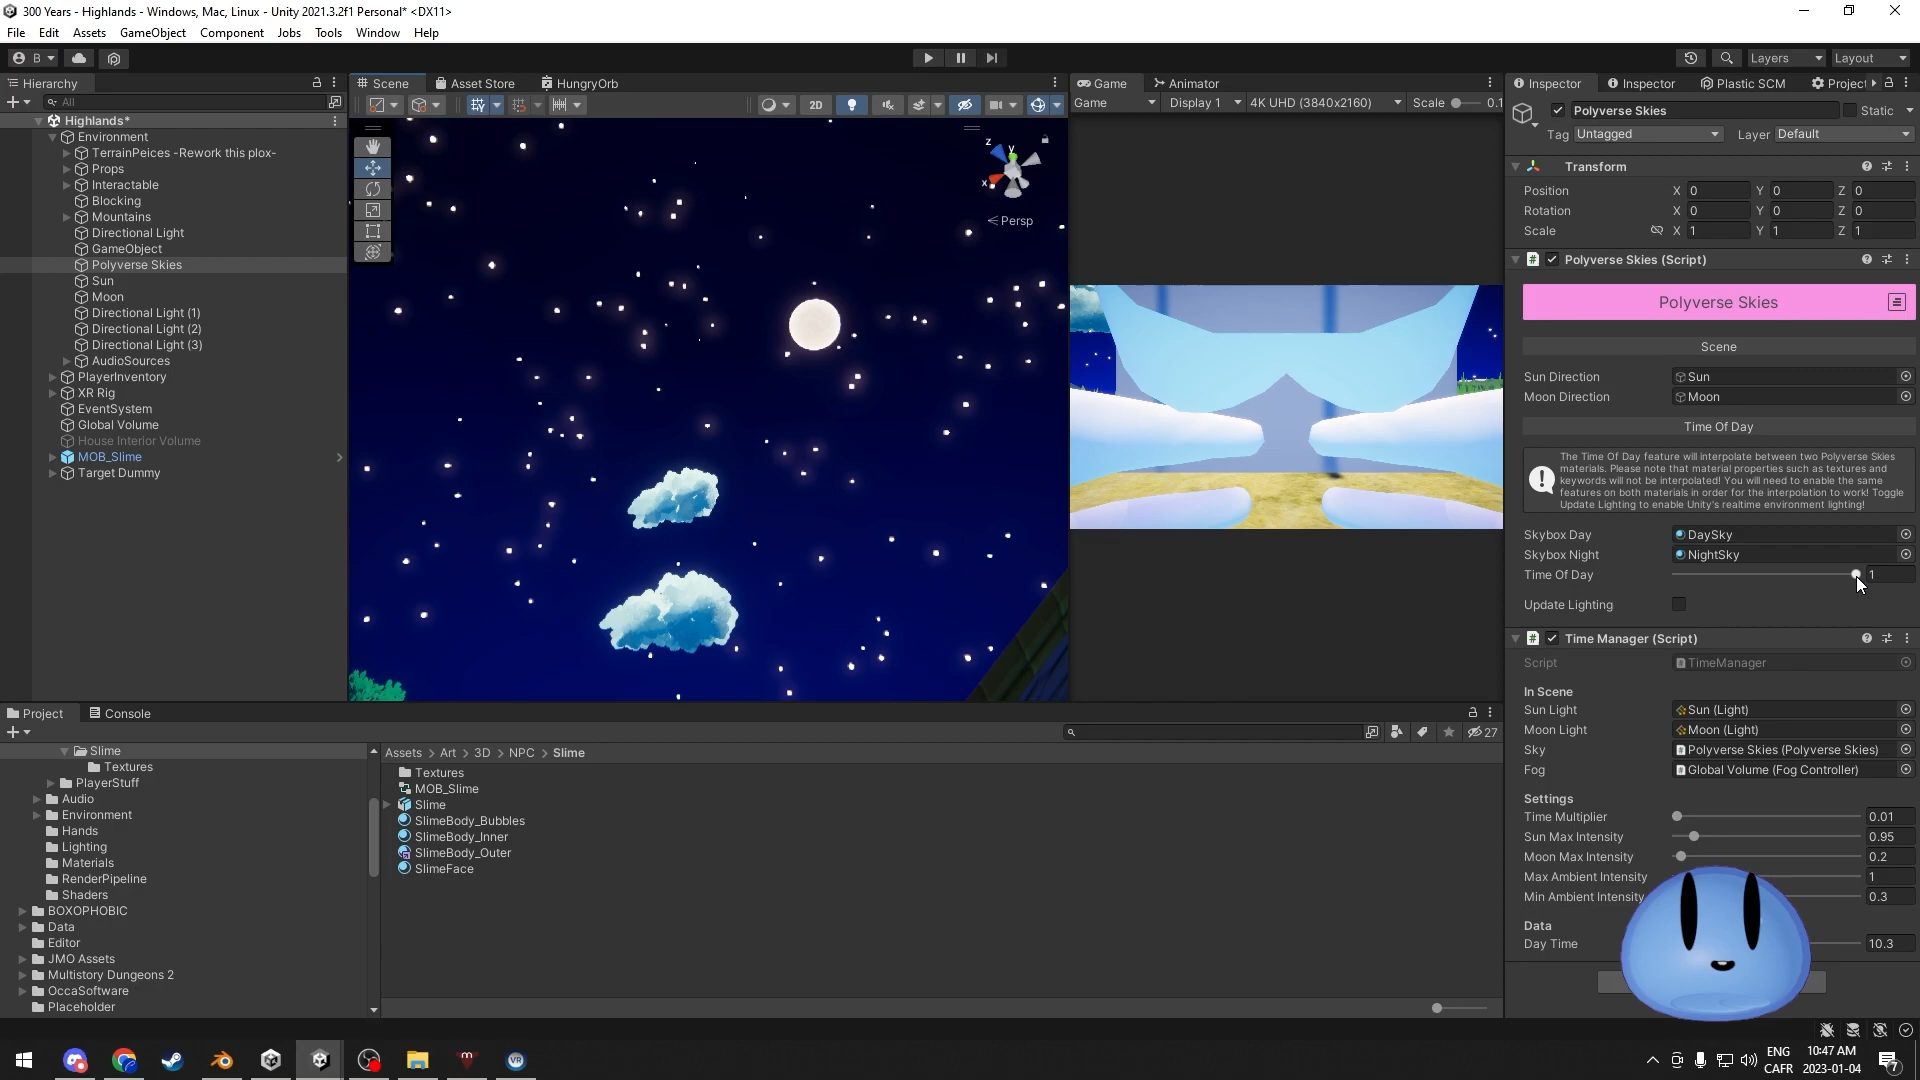 300 Years - Highlands - Windows, Mac, Linux - Unity 2021.3.2f1 Personal* <DX11>
File Edit Assets GameObject Component Jobs Tools Window Help
B
Layers Layout
Hierarchy
All
Highlands*
Environment
TerrainPeices -Rework this plox-
Props
Interactable
Blocking
Mountains
Directional Light
GameObject
Polyverse Skies
Sun
Moon
Directional Light (1)
Directional Light (2)
Directional Light (3)
AudioSources
PlayerInventory
XR Rig
EventSystem
Global Volume
House Interior Volume
MOB_Slime
Target Dummy
Scene Asset Store HungryOrb
2D
z y x
Persp
Game Animator
Game Display 1 4K UHD (3840x2160) Scale 0.1
Inspector Inspector Plastic SCM Project
Polyverse Skies Static
Tag Untagged Layer Default
Transform
Position X 0 Y 0 Z 0
Rotation X 0 Y 0 Z 0
Scale X 1 Y 1 Z 1
Polyverse Skies (Script)
Polyverse Skies
Scene
Sun Direction Sun
Moon Direction Moon
Time Of Day
The Time Of Day feature will interpolate between two Polyverse Skies
materials. Please note that material properties such as textures and
keywords will not be interpolated! You will need to enable the same
features on both materials in order for the interpolation to work! Toggle
Update Lighting to enable Unity's realtime environment lighting!
Skybox Day DaySky
Skybox Night NightSky
Time Of Day 1
Update Lighting
Time Manager (Script)
Script TimeManager
In Scene
Sun Light Sun (Light)
Moon Light Moon (Light)
Sky Polyverse Skies (Polyverse Skies)
Fog Global Volume (Fog Controller)
Settings
Time Multiplier 0.01
Sun Max Intensity 0.95
Moon Max Intensity 0.2
Max Ambient Intensity 1
Min Ambient Intensity 0.3
Data
Day Time 10.3
Project Console
27
Slime
Textures
PlayerStuff
Audio
Environment
Hands
Lighting
Materials
RenderPipeline
Shaders
BOXOPHOBIC
Data
Editor
JMO Assets
Multistory Dungeons 2
OccaSoftware
Placeholder
Assets > Art > 3D > NPC > Slime
Textures
MOB_Slime
Slime
SlimeBody_Bubbles
SlimeBody_Inner
SlimeBody_Outer
SlimeFace
VR
ENG
CAFR
10:47 AM
2023-01-04
7